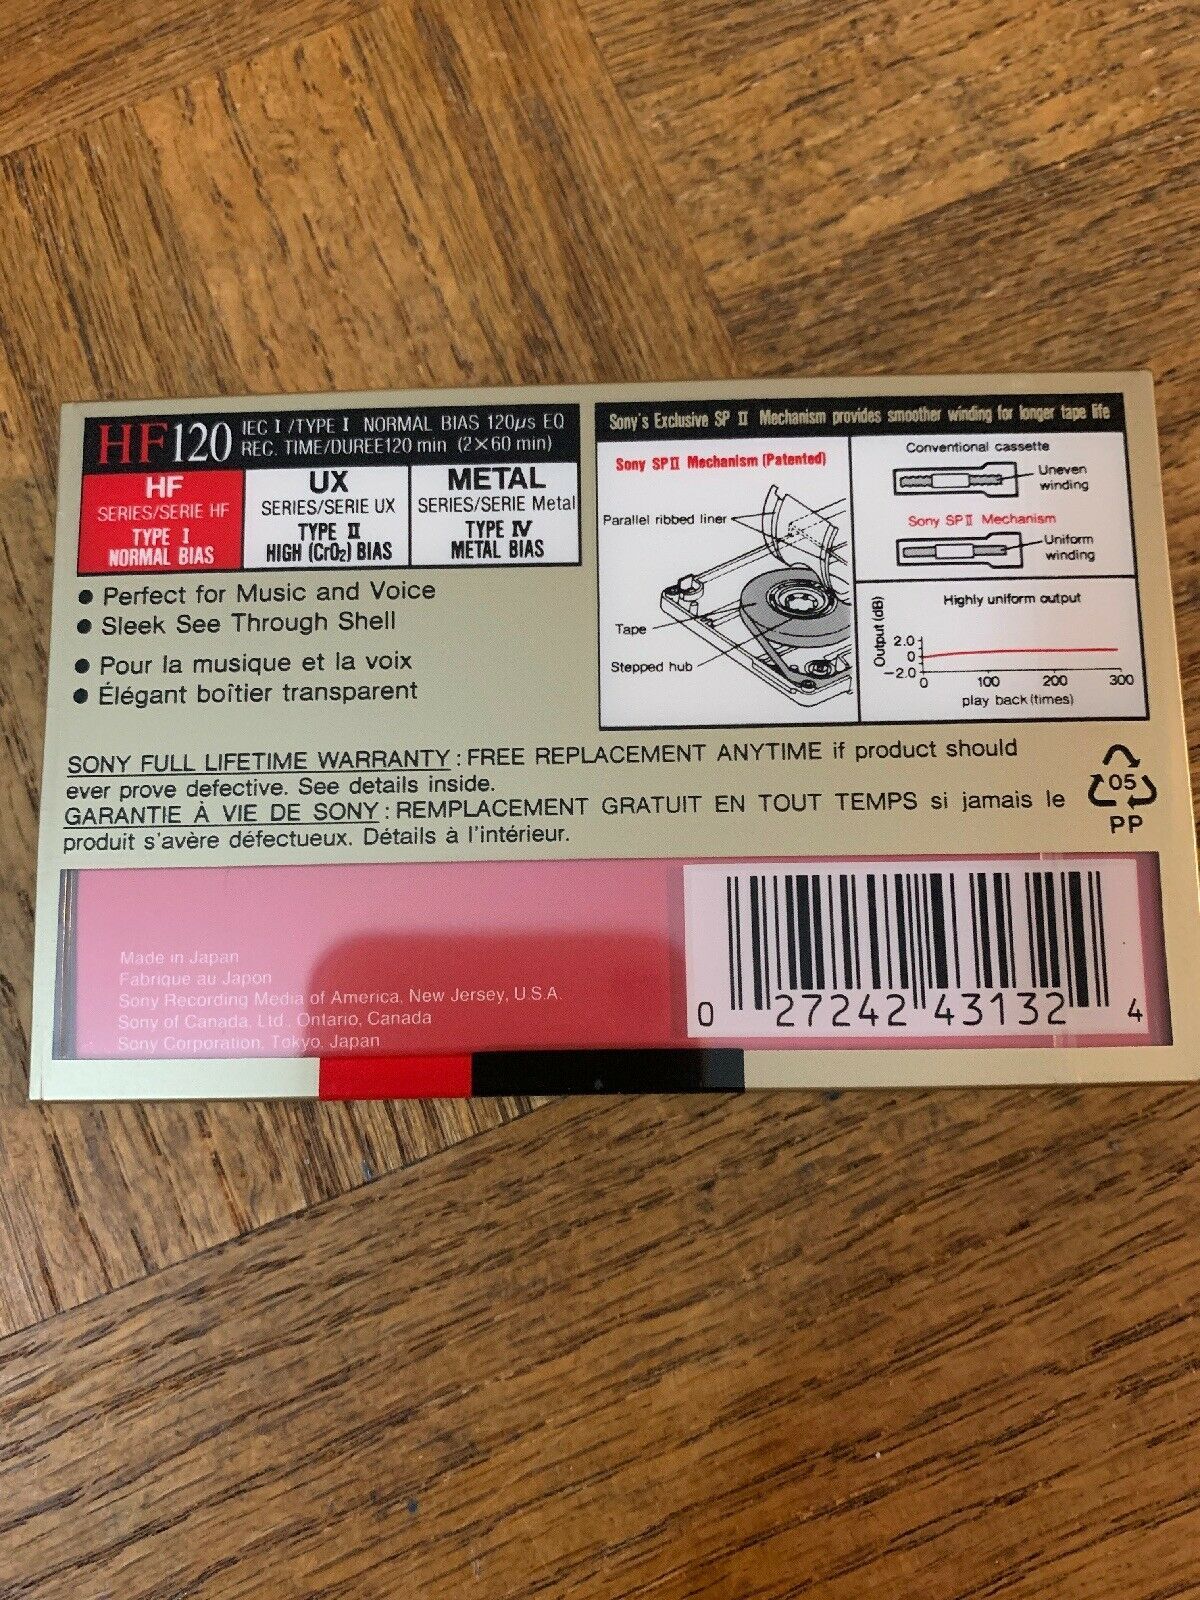 HF120 IEC I /TYPE I NORMAL BIAS 120μs EQ
REC. TIME/DUREE120 min (2×60 min)
HF
SERIES/SERIE HF
TYPE I
NORMAL BIAS
UX
SERIES/SERIE UX
TYPE II
HIGH (CrO₂) BIAS
METAL
SERIES/SERIE Metal
TYPE IV
METAL BIAS
● Perfect for Music and Voice
● Sleek See Through Shell
● Pour la musique et la voix
● Élégant boîtier transparent
Sony's Exclusive SP II Mechanism provides smoother winding for longer tape life
Sony SP II Mechanism (Patented)
Parallel ribbed liner
Tape
Stepped hub
Conventional cassette
Uneven
winding
Sony SP II Mechanism
Uniform
winding
Highly uniform output
Output (dB)
2.0
0
−2.0
0 100 200 300
play back (times)
SONY FULL LIFETIME WARRANTY : FREE REPLACEMENT ANYTIME if product should
ever prove defective. See details inside.
GARANTIE À VIE DE SONY : REMPLACEMENT GRATUIT EN TOUT TEMPS si jamais le
produit s'avère défectueux. Détails à l'intérieur.
05
PP
Made in Japan
Fabrique au Japon
Sony Recording Media of America, New Jersey, U.S.A.
Sony of Canada, Ltd., Ontario, Canada
Sony Corporation, Tokyo, Japan
0 27242 43132 4